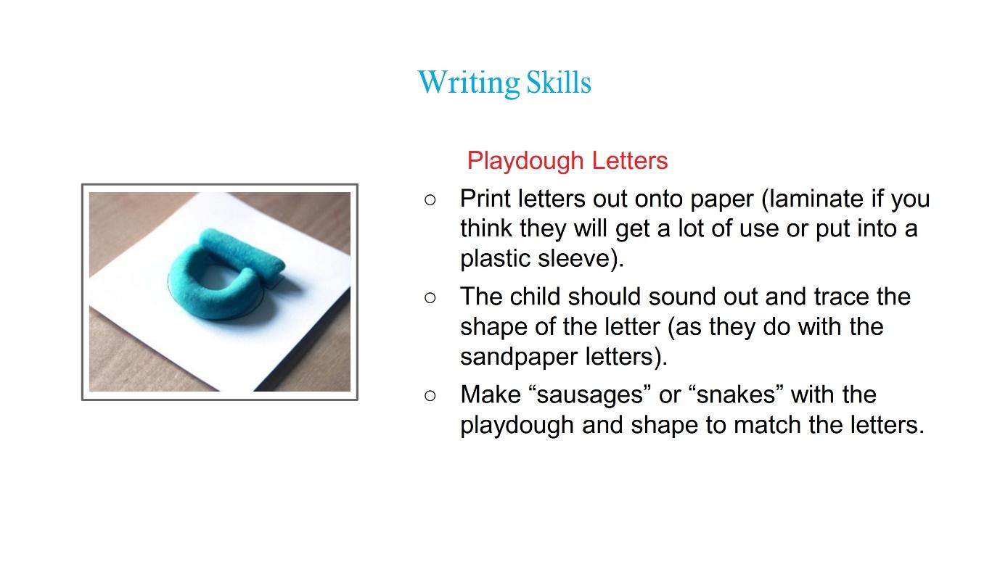 Writing Skills
Playdough Letters
○ Print letters out onto paper (laminate if you
think they will get a lot of use or put into a
plastic sleeve).
○ The child should sound out and trace the
shape of the letter (as they do with the
sandpaper letters).
○ Make “sausages” or “snakes” with the
playdough and shape to match the letters.